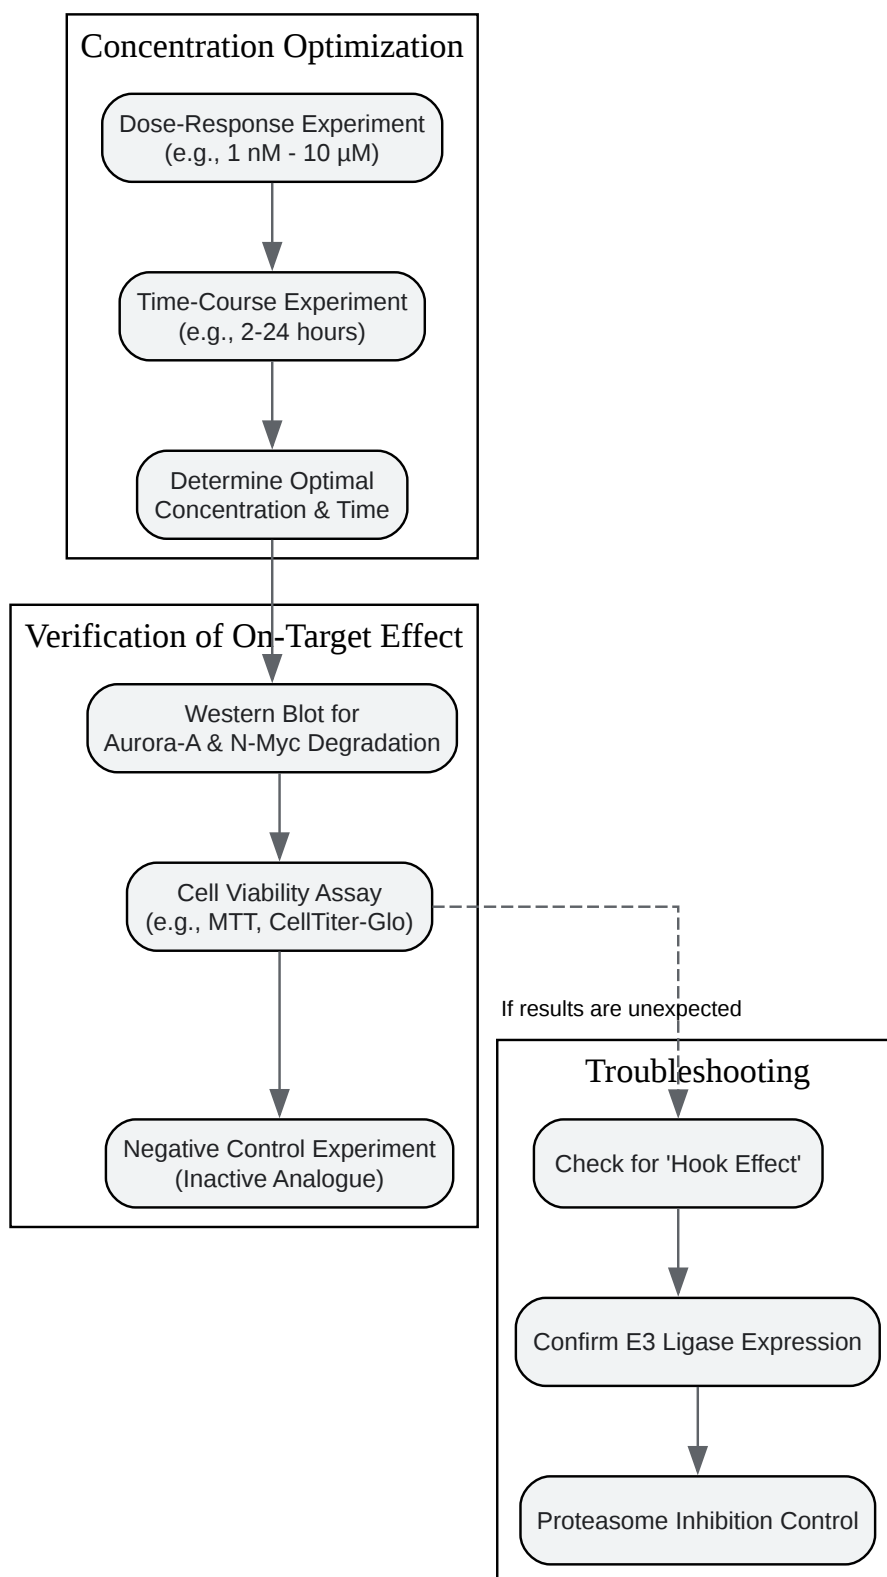 Concentration Optimization
Dose-Response Experiment
(e.g., 1 nM - 10 µM)
Time-Course Experiment
(e.g., 2-24 hours)
Determine Optimal
Concentration & Time
Verification of On-Target Effect
Western Blot for
Aurora-A & N-Myc Degradation
Cell Viability Assay
(e.g., MTT, CellTiter-Glo)
If results are unexpected
Troubleshooting
Negative Control Experiment
(Inactive Analogue)
Check for 'Hook Effect'
Confirm E3 Ligase Expression
Proteasome Inhibition Control